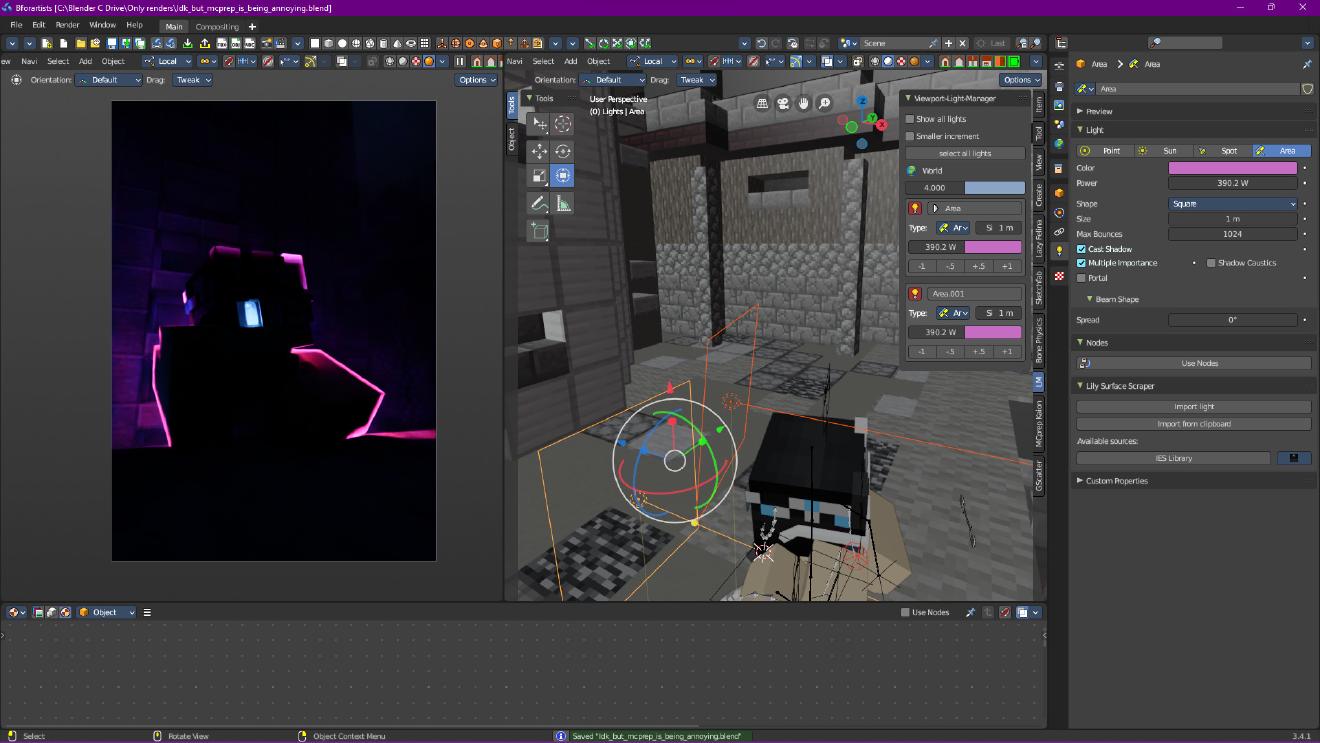 Bforartists [C:\Blender C Drive\Only renders\Idk_but_mcprep_is_being_annoying.blend]
File Edit Render Window Help Main Compositing +
Scene Last
ew Navi Select Add Object Local
Navi Select Add Object Local
Orientation: Default Drag: Tweak Options
Orientation: Default Drag: Tweak Options
Tools
Object
Tools
User Perspective
(0) Lights | Area
Z
Y
X
Viewport-Light-Manager
Show all lights
Smaller increment
select all lights
World
4.000
Area
Type: Ar Si 1 m
390.2 W
-1 -.5 +.5 +1
Area.001
Type: Ar Si 1 m
390.2 W
-1 -.5 +.5 +1
Item
Tool
View
Create
Lazy Felina
Sketchfab
Bone-Physics
LM
MCprep Kaion
GScatter
Area Area
Area
Preview
Light
Point Sun Spot Area
Color
Power 390.2 W
Shape Square
Size 1 m
Max Bounces 1024
Cast Shadow
Multiple Importance Shadow Caustics
Portal
Beam Shape
Spread 0°
Nodes
Use Nodes
Lily Surface Scraper
Import light
Import from clipboard
Available sources:
IES Library
Custom Properties
Object Use Nodes
Select Rotate View Object Context Menu Saved "Idk_but_mcprep_is_being_annoying.blend" 3.4.1